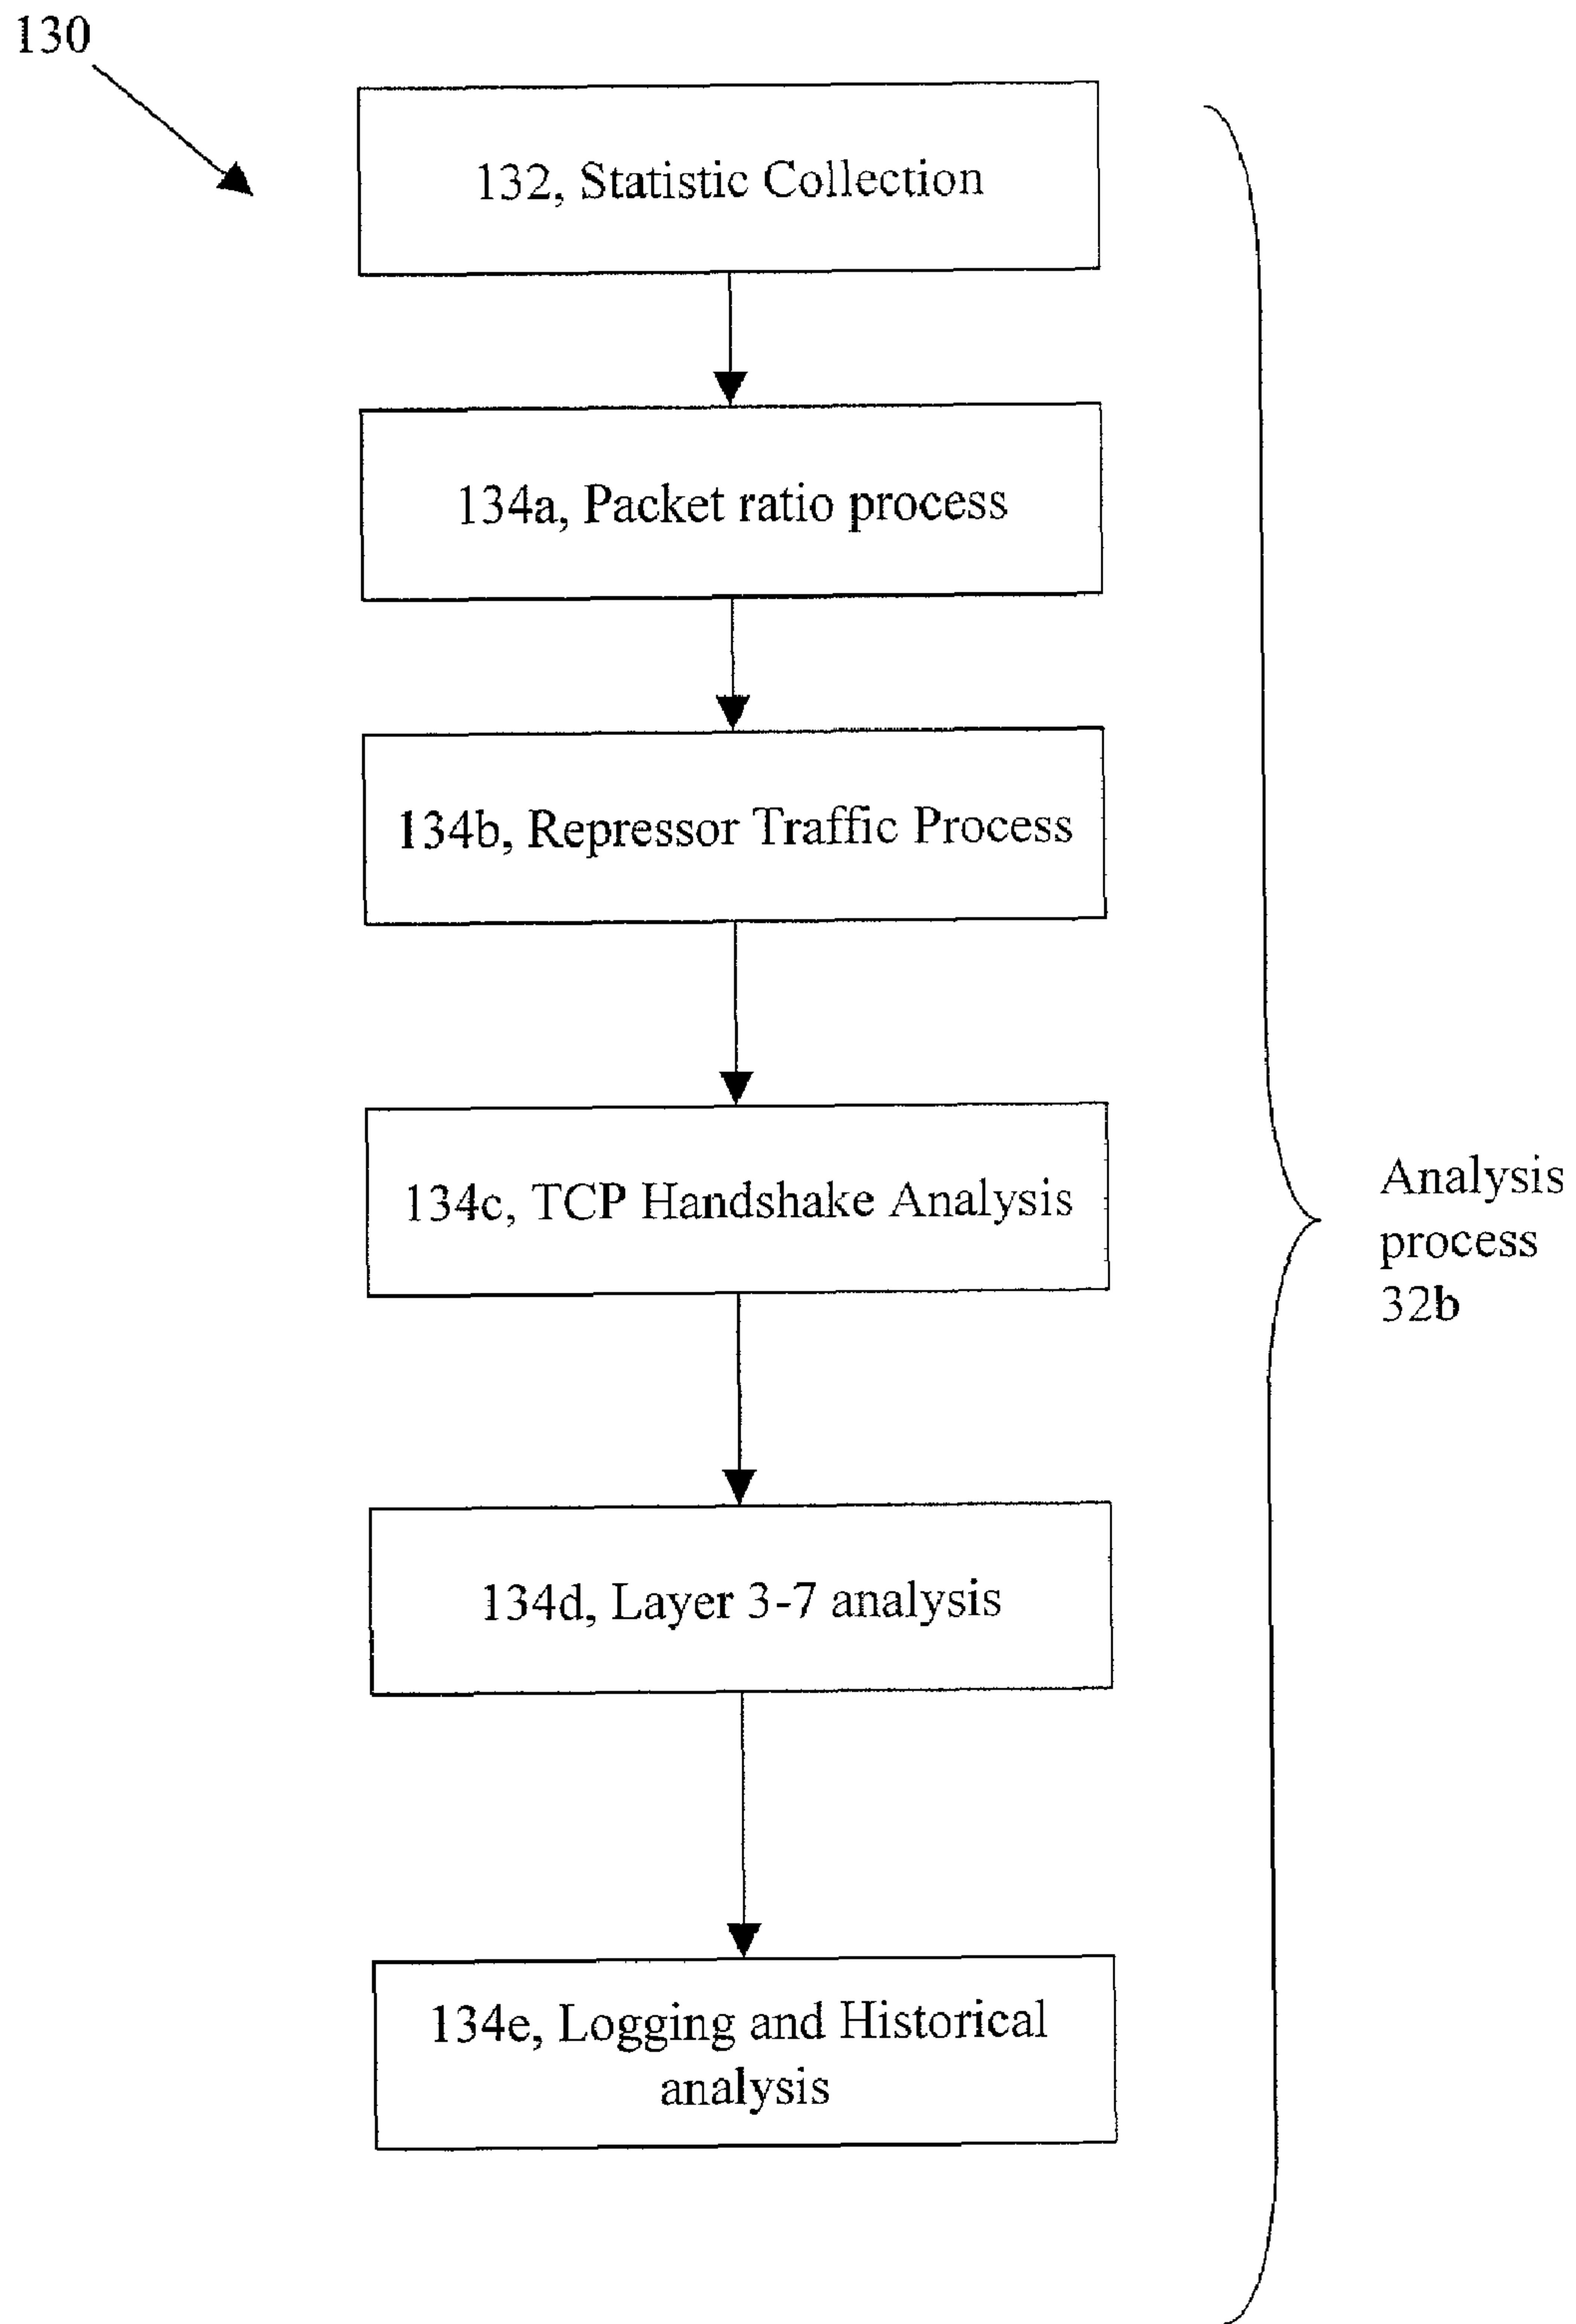 130
132, Statistic Collection
134a, Packet ratio process
134b, Repressor Traffic Process
134c, TCP Handshake Analysis
Analysis
process
32b
134d, Layer 3-7 analysis
134e, Logging and Historical
analysis